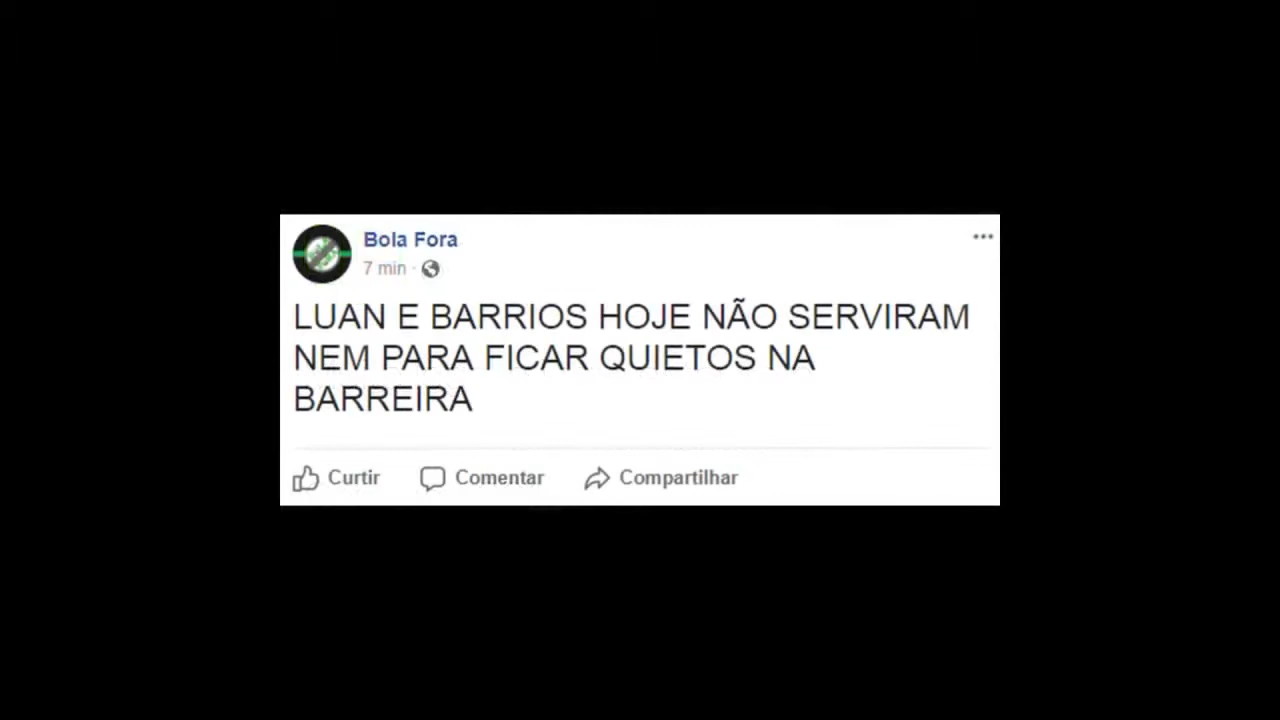 Bola Fora
7 min ·
LUAN E BARRIOS HOJE NÃO SERVIRAM
NEM PARA FICAR QUIETOS NA
BARREIRA
Curtir Comentar Compartilhar